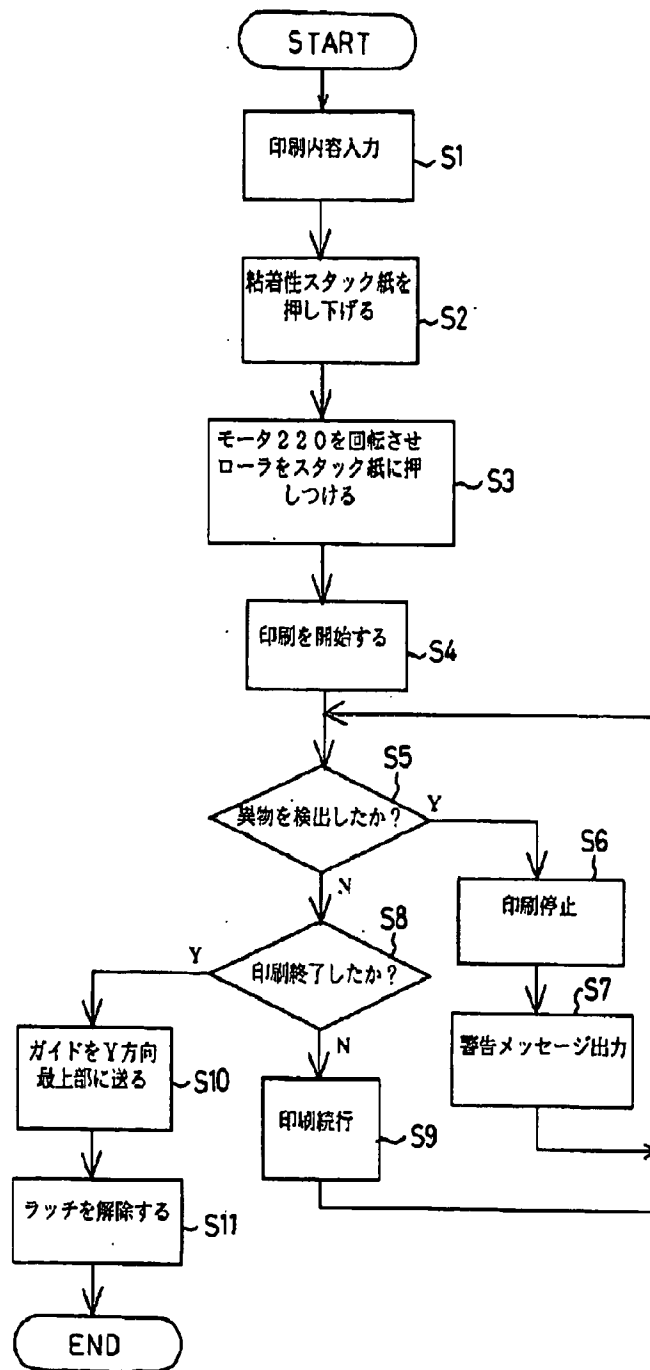 START
印刷内容入力
S1
粘着性スタック紙を
押し下げる
S2
モータ220を回転させ
ローラをスタック紙に押
しつける
S3
印刷を開始する
S4
S5
異物を検出したか?
Y
N
S6
印刷停止
S7
警告メッセージ出力
S8
印刷終了したか?
Y
N
印刷続行
S9
ガイドをY方向
最上部に送る
S10
ラッチを解除する
S11
END